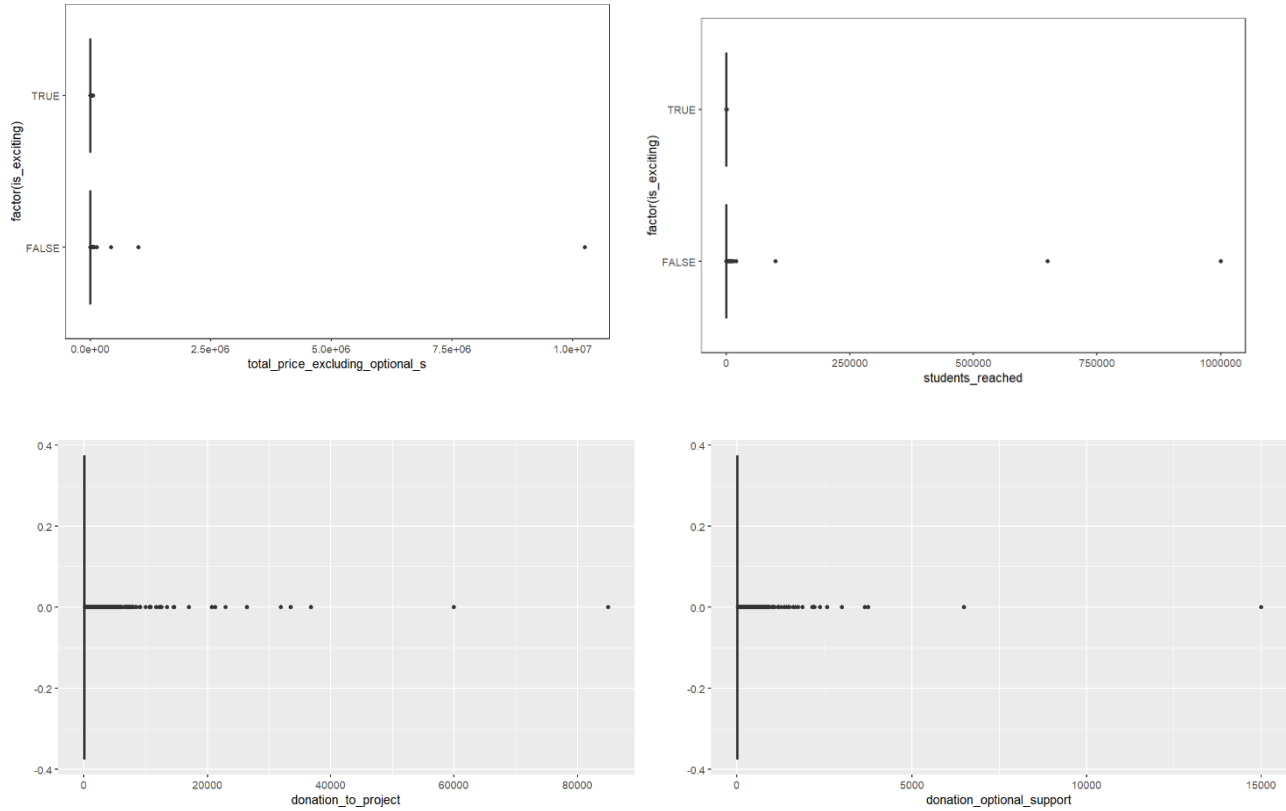 factor(is_exciting)
TRUE
FALSE
0.0e+00 2.5e+06 5.0e+06 7.5e+06 1.0e+07
total_price_excluding_optional_s
factor(is_exciting)
TRUE
FALSE
0 250000 500000 750000 1000000
students_reached
0.4
0.2
0.0
-0.2
-0.4
0 20000 40000 60000 80000
donation_to_project
0.4
0.2
0.0
-0.2
-0.4
0 5000 10000 15000
donation_optional_support